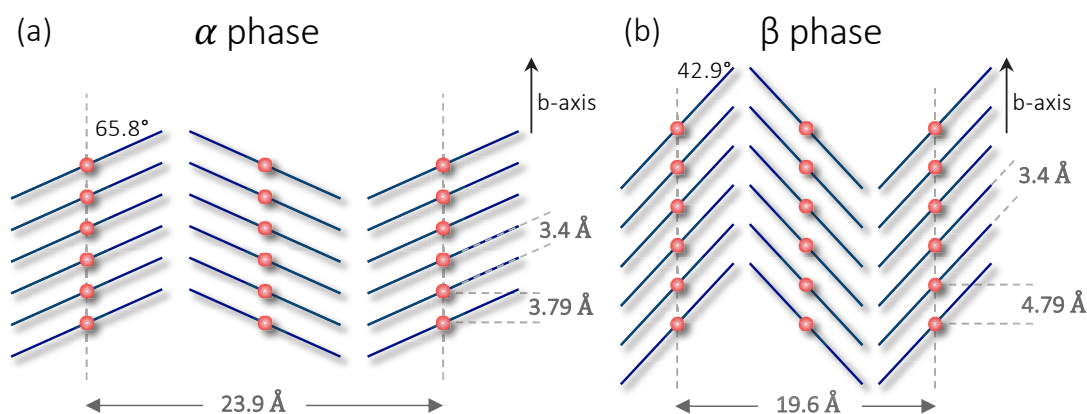 (a)
α phase
65.8°
b-axis
3.4 Å
3.79 Å
23.9 Å
(b)
β phase
42.9°
b-axis
3.4 Å
4.79 Å
19.6 Å